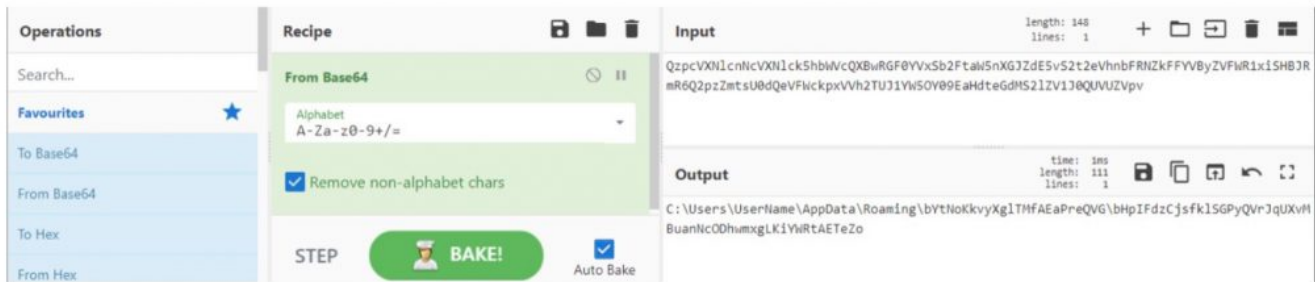 Operations
Recipe
Input
length: 148
lines: 1
Search...
From Base64
QzpcVXNlcnNcVXNlck5hbWVcQXBwRGF0YVxSb2FtaW5nXGJZdE5vS2t2eVhnbFRNZkFFYVByZVFWR1xiSHBJR
mR6Q2pzZmtsU0dQeVFWckpxVVh2TUJ1YW5OY09EaHdteGdMS2lZV1J0QUVUZVpv
Favourites
Alphabet
A-Za-z0-9+/=
To Base64
Remove non-alphabet chars
Output
time: 1ms
length: 111
lines: 1
From Base64
C:\Users\UserName\AppData\Roaming\bYtNoKkvyXglTMfAEaPreQVG\bHpIFdzCjsfklSGPyQVrJqUXvM
BuanNcODhwmxgLKiYWRtAETeZo
To Hex
STEP
BAKE!
Auto Bake
From Hex